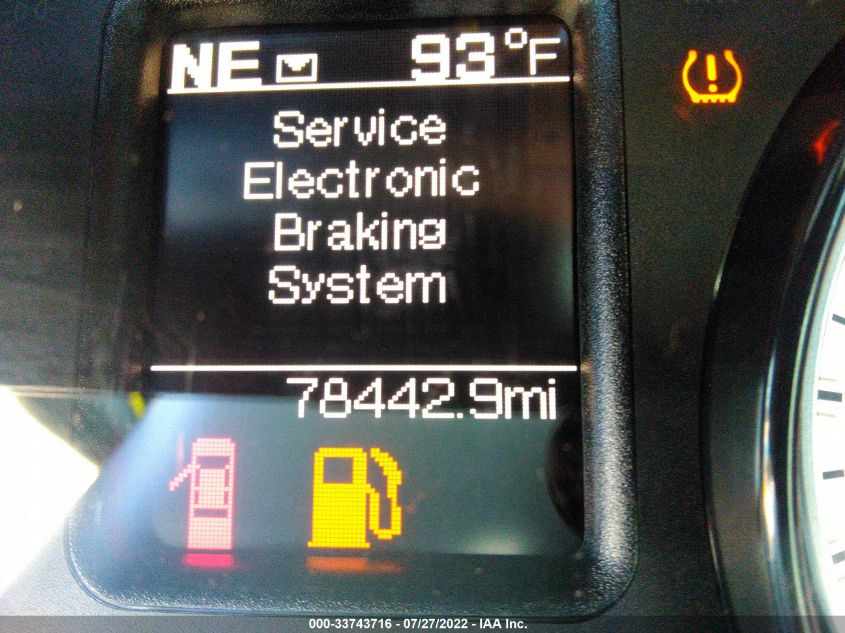 NE 93°F
Service
Electronic
Braking
System
78442.9mi
000-33743716 - 07/27/2022 - IAA Inc.